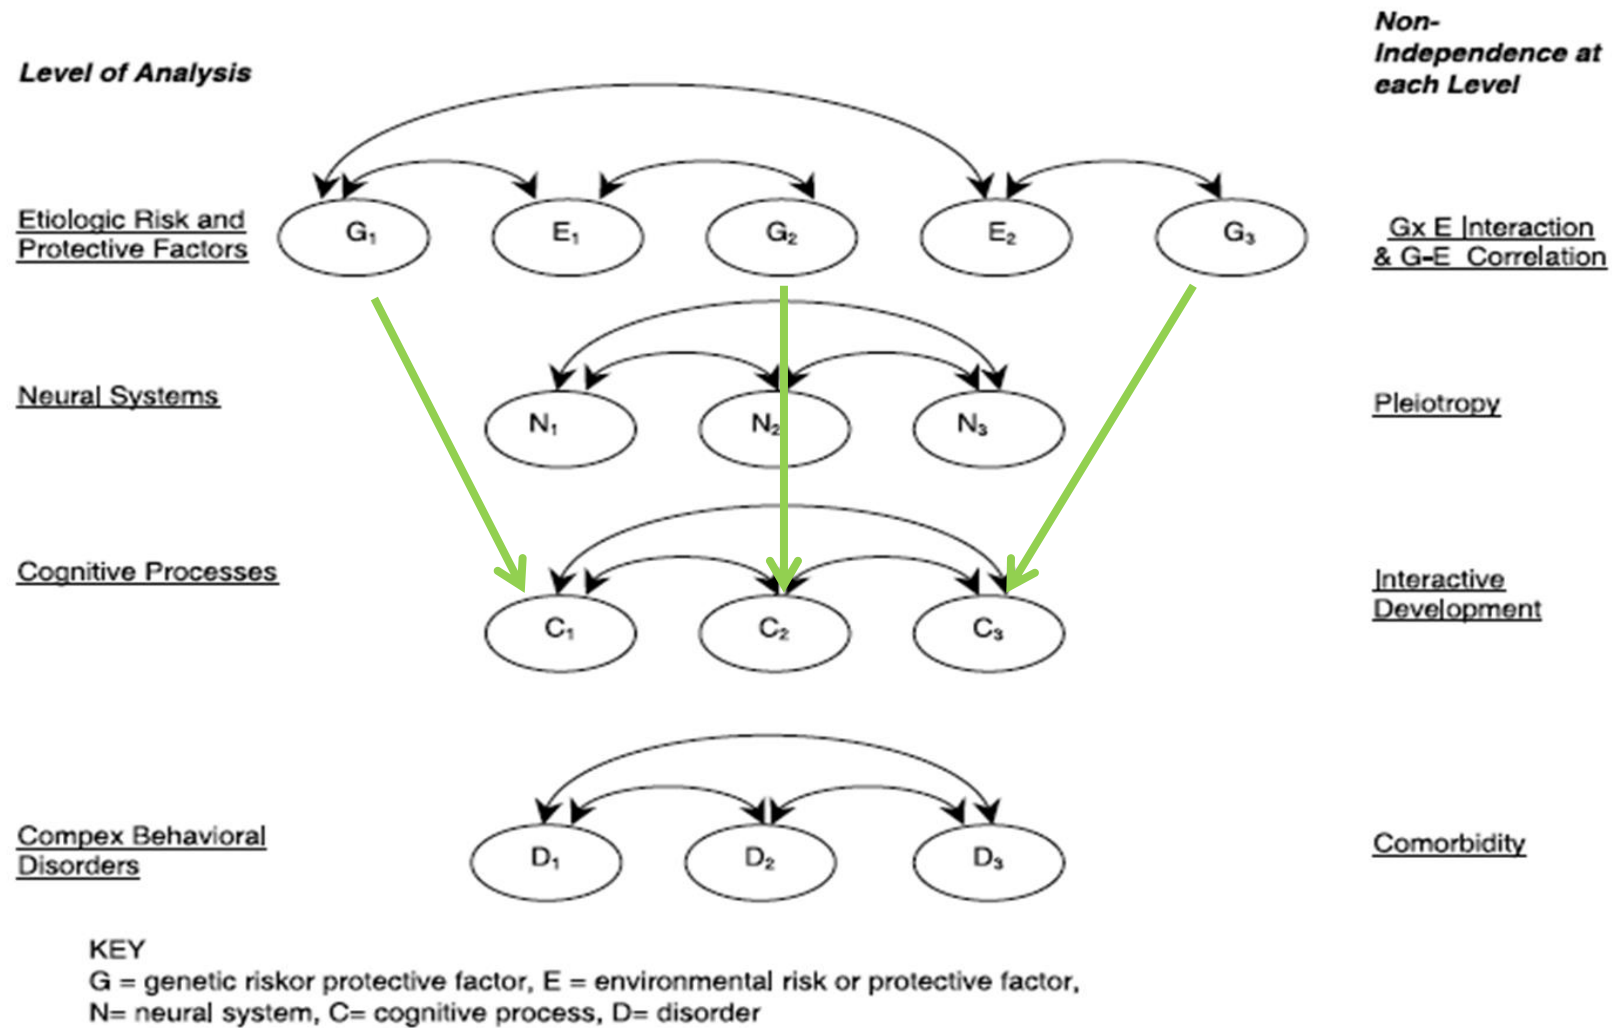 Level of Analysis
Non-
Independence at
each Level
Etiologic Risk and
Protective Factors
G₁
E₁
G₂
E₂
G₃
Gx E Interaction
& G-E Correlation
Neural Systems
N₁
N₂
N₃
Pleiotropy
Cognitive Processes
C₁
C₂
C₃
Interactive
Development
Compex Behavioral
Disorders
D₁
D₂
D₃
Comorbidity
KEY
G = genetic riskor protective factor, E = environmental risk or protective factor,
N= neural system, C= cognitive process, D= disorder